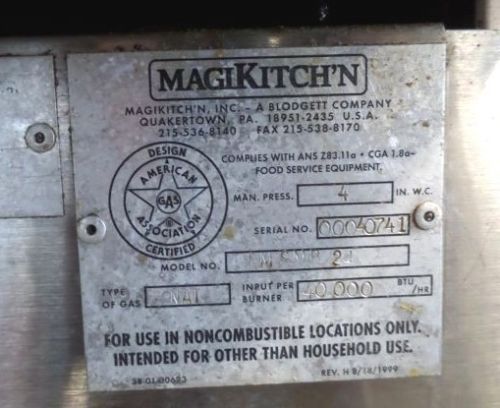 MAGIKITCH'N
MAGIKITCH'N, INC. - A BLODGETT COMPANY
QUAKERTOWN, PA. 18951-2435 U.S.A.
215-536-8140 FAX 215-538-8170
DESIGN
AMERICAN
GAS
ASSOCIATION
CERTIFIED
COMPLIES WITH ANS Z83.11a • CGA 1.8a-
FOOD SERVICE EQUIPMENT.
MAN. PRESS. 4 IN. W.C.
SERIAL NO. 00040741
MODEL NO.
TYPE OF GAS NAT
INPUT PER BURNER 40,000 BTU/HR
FOR USE IN NONCOMBUSTIBLE LOCATIONS ONLY.
INTENDED FOR OTHER THAN HOUSEHOLD USE.
REV. H 8/18/1999